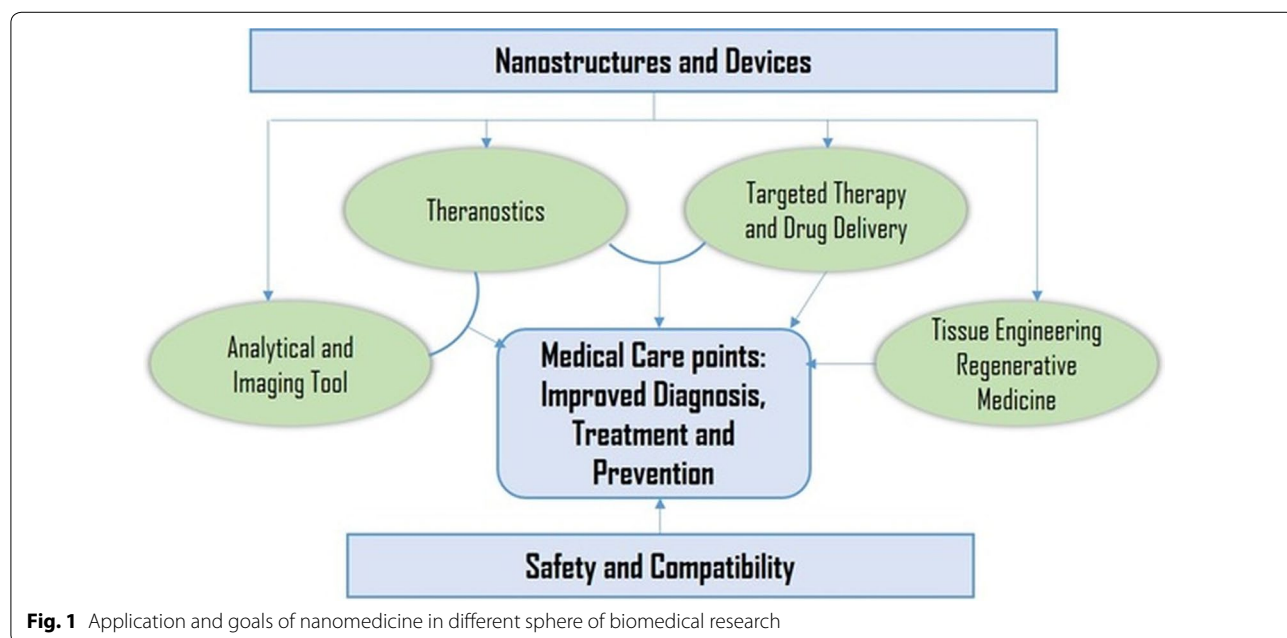 Nanostructures and Devices
Theranostics
Targeted Therapy
and Drug Delivery
Analytical and
Imaging Tool
Medical Care points:
Improved Diagnosis,
Treatment and
Prevention
Tissue Engineering
Regenerative
Medicine
Safety and Compatibility
Fig. 1 Application and goals of nanomedicine in different sphere of biomedical research